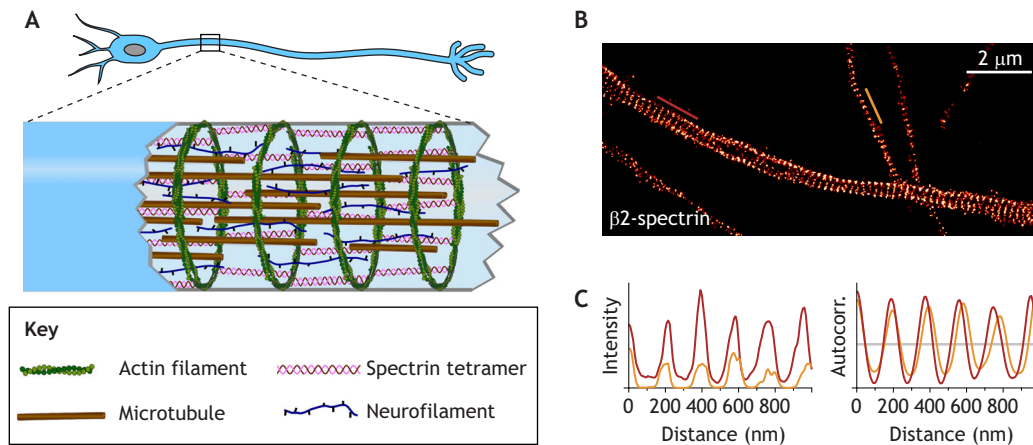 A
Key
Actin filament
Spectrin tetramer
Microtubule
Neurofilament
B
2 μm
β2-spectrin
C
Intensity
0 200 400 600 800
Distance (nm)
Autocorr.
0 200 400 600 800
Distance (nm)